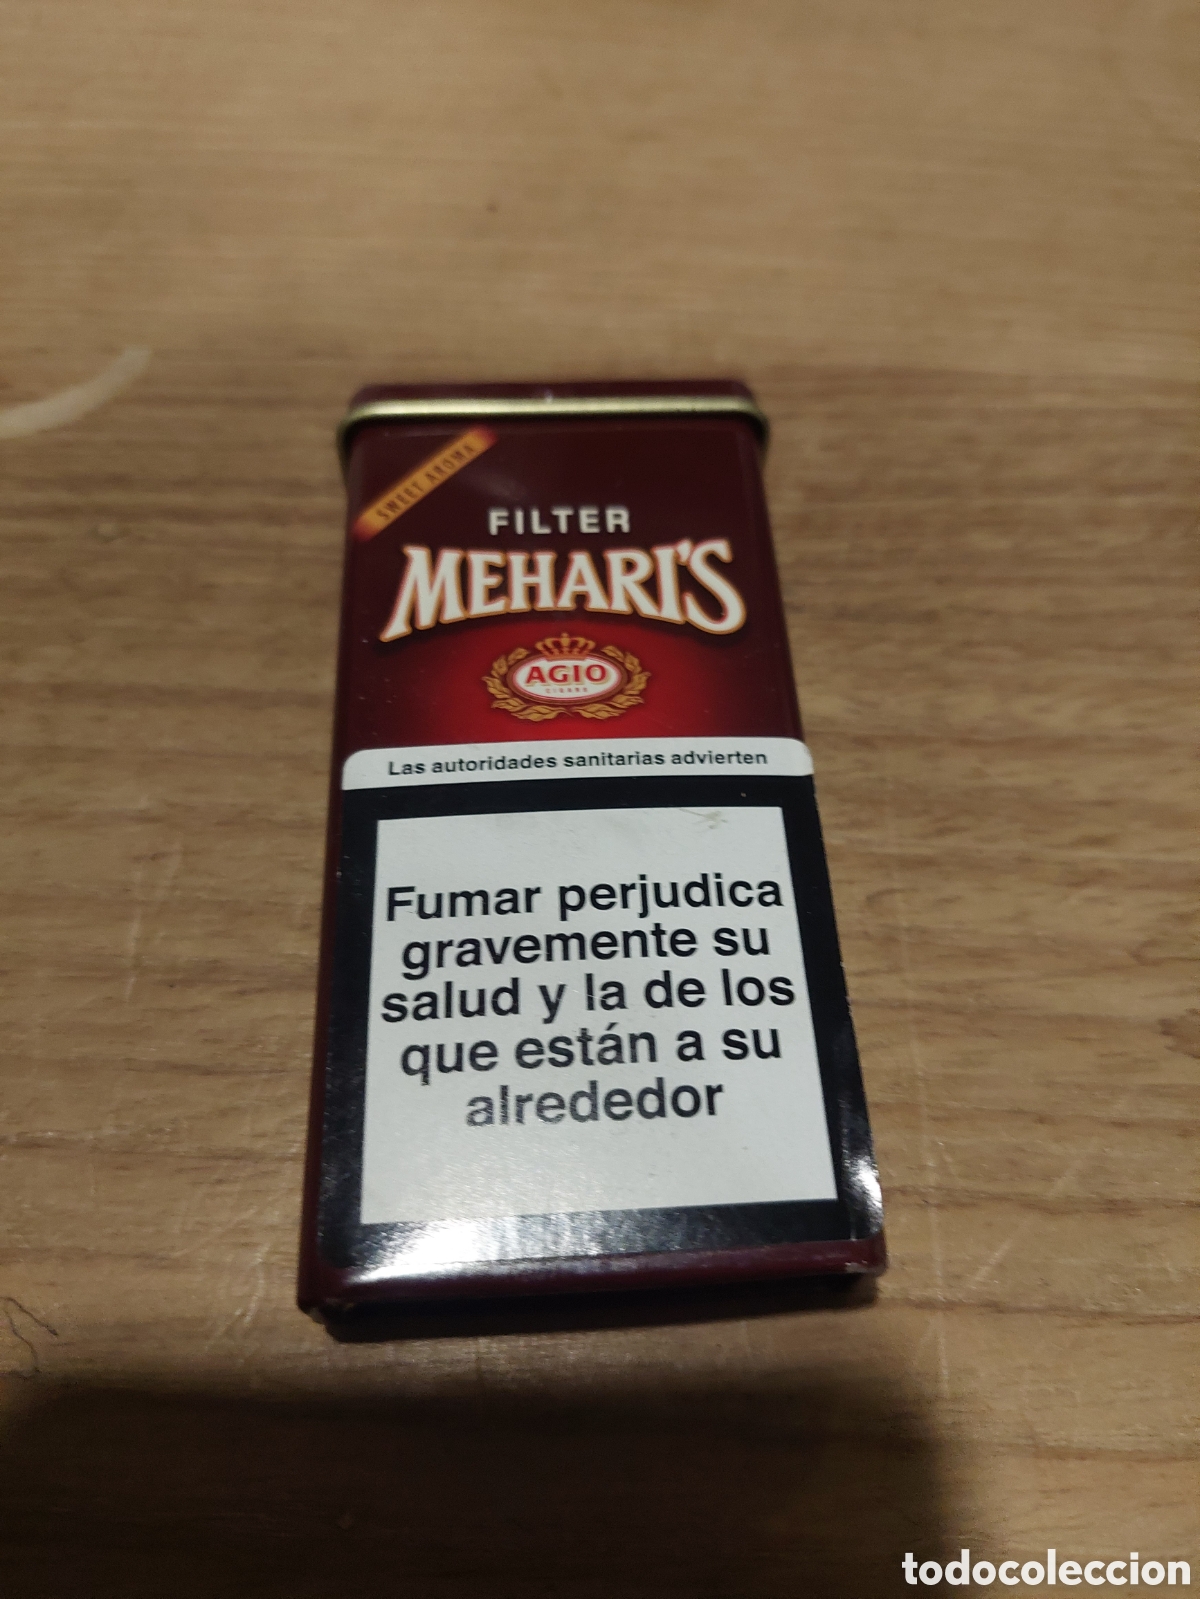 SWEET AROMA
FILTER
MEHARI'S
AGIO
CIGARS
Las autoridades sanitarias advierten
Fumar perjudica
gravemente su
salud y la de los
que están a su
alrededor
todocoleccion